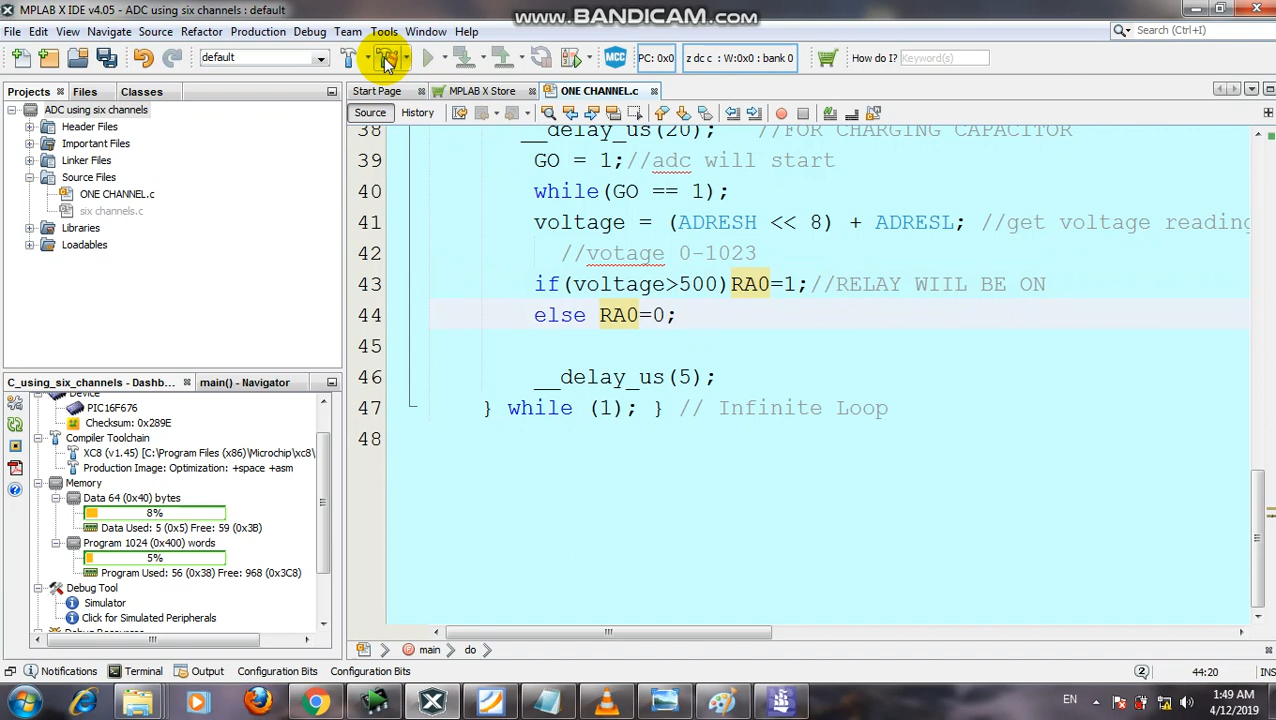 MPLAB X IDE v4.05 - ADC using six channels : default
www.BANDICAM.com
File Edit View Navigate Source Refactor Production Debug Team Tools Window Help
Search (Ctrl+I)
default
MCC
PC: 0x0
z dc c : W:0x0 : bank 0
How do I? Keyword(s)
Projects Files Classes
Start Page MPLAB X Store ONE CHANNEL.c
Source History
ADC using six channels
Header Files
Important Files
Linker Files
Source Files
ONE CHANNEL.c
six channels.c
Libraries
Loadables
38 __delay_us(20); //FOR CHARGING CAPACITOR
39 GO = 1;//adc will start
40 while(GO == 1);
41 voltage = (ADRESH << 8) + ADRESL; //get voltage reading
42 //votage 0-1023
43 if(voltage>500)RA0=1;//RELAY WIIL BE ON
44 else RA0=0;
45
46 __delay_us(5);
47 } while (1); } // Infinite Loop
48
C_using_six_channels - Dashb... main() - Navigator
Device
PIC16F676
Checksum: 0x289E
Compiler Toolchain
XC8 (v1.45) [C:\Program Files (x86)\Microchip\xc8\
Production Image: Optimization: +space +asm
Memory
Data 64 (0x40) bytes
8%
Data Used: 5 (0x5) Free: 59 (0x3B)
Program 1024 (0x400) words
5%
Program Used: 56 (0x38) Free: 968 (0x3C8)
Debug Tool
Simulator
Click for Simulated Peripherals
main do
Notifications Terminal Output Configuration Bits Configuration Bits
44:20 INS
EN
1:49 AM
4/12/2019